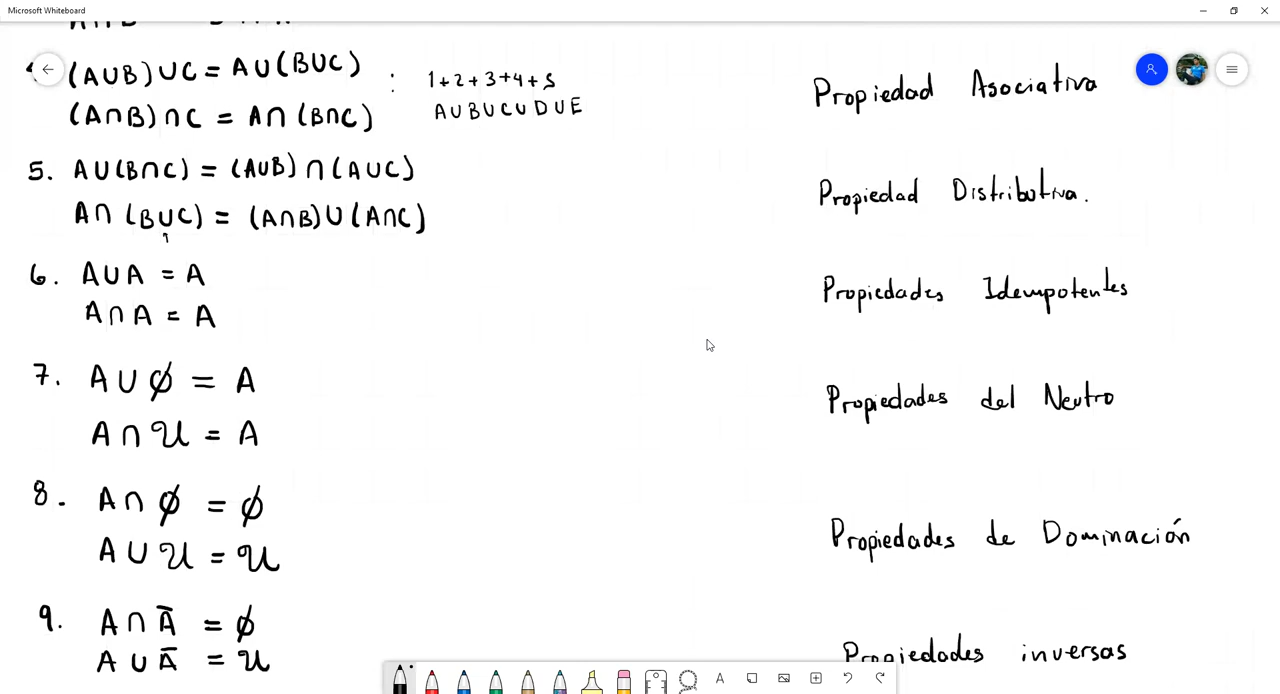 Microsoft Whiteboard
(A∪B)∪C = A∪(B∪C) : 1+2+3+4+5 Propiedad Asociativa
(A∩B)∩C = A∩(B∩C) A∪B∪C∪D∪E
5. A∪(B∩C) = (A∪B)∩(A∪C) Propiedad Distributiva.
A∩(B∪C) = (A∩B)∪(A∩C)
6. A∪A = A Propiedades Idempotentes
A∩A = A
7. A∪∅ = A Propiedades del Neutro
A∩𝒰 = A
8. A∩∅ = ∅ Propiedades de Dominación
A∪𝒰 = 𝒰
9. A∩Ā = ∅ Propiedades inversas
A∪Ā = 𝒰